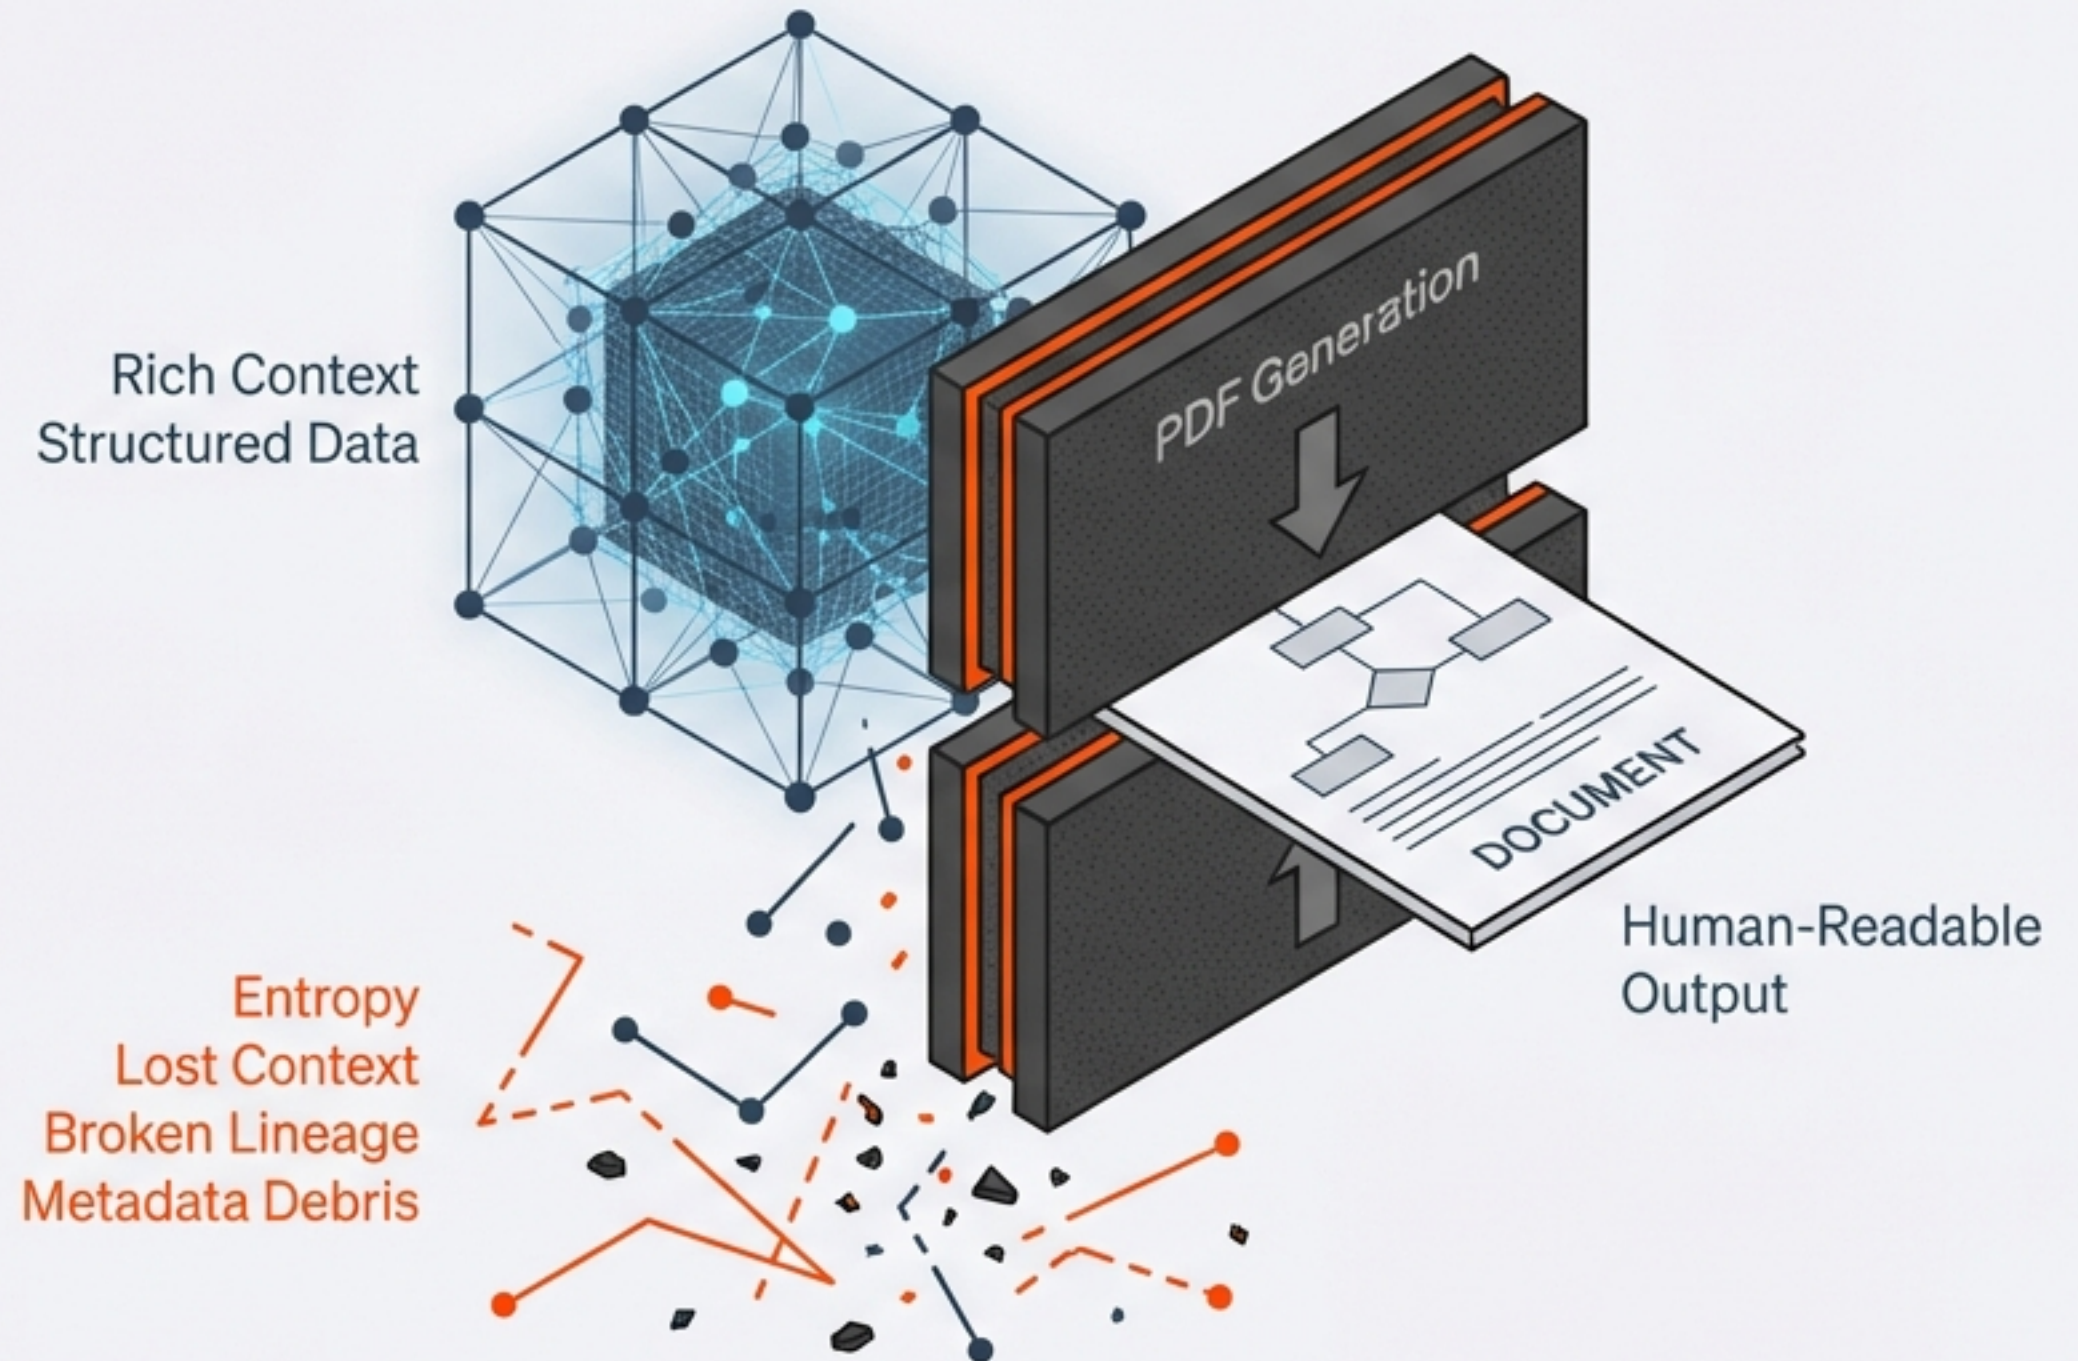 Rich Context
Structured Data
PDF Generation
DOCUMENT
Human-Readable
Output
Entropy
Lost Context
Broken Lineage
Metadata Debris